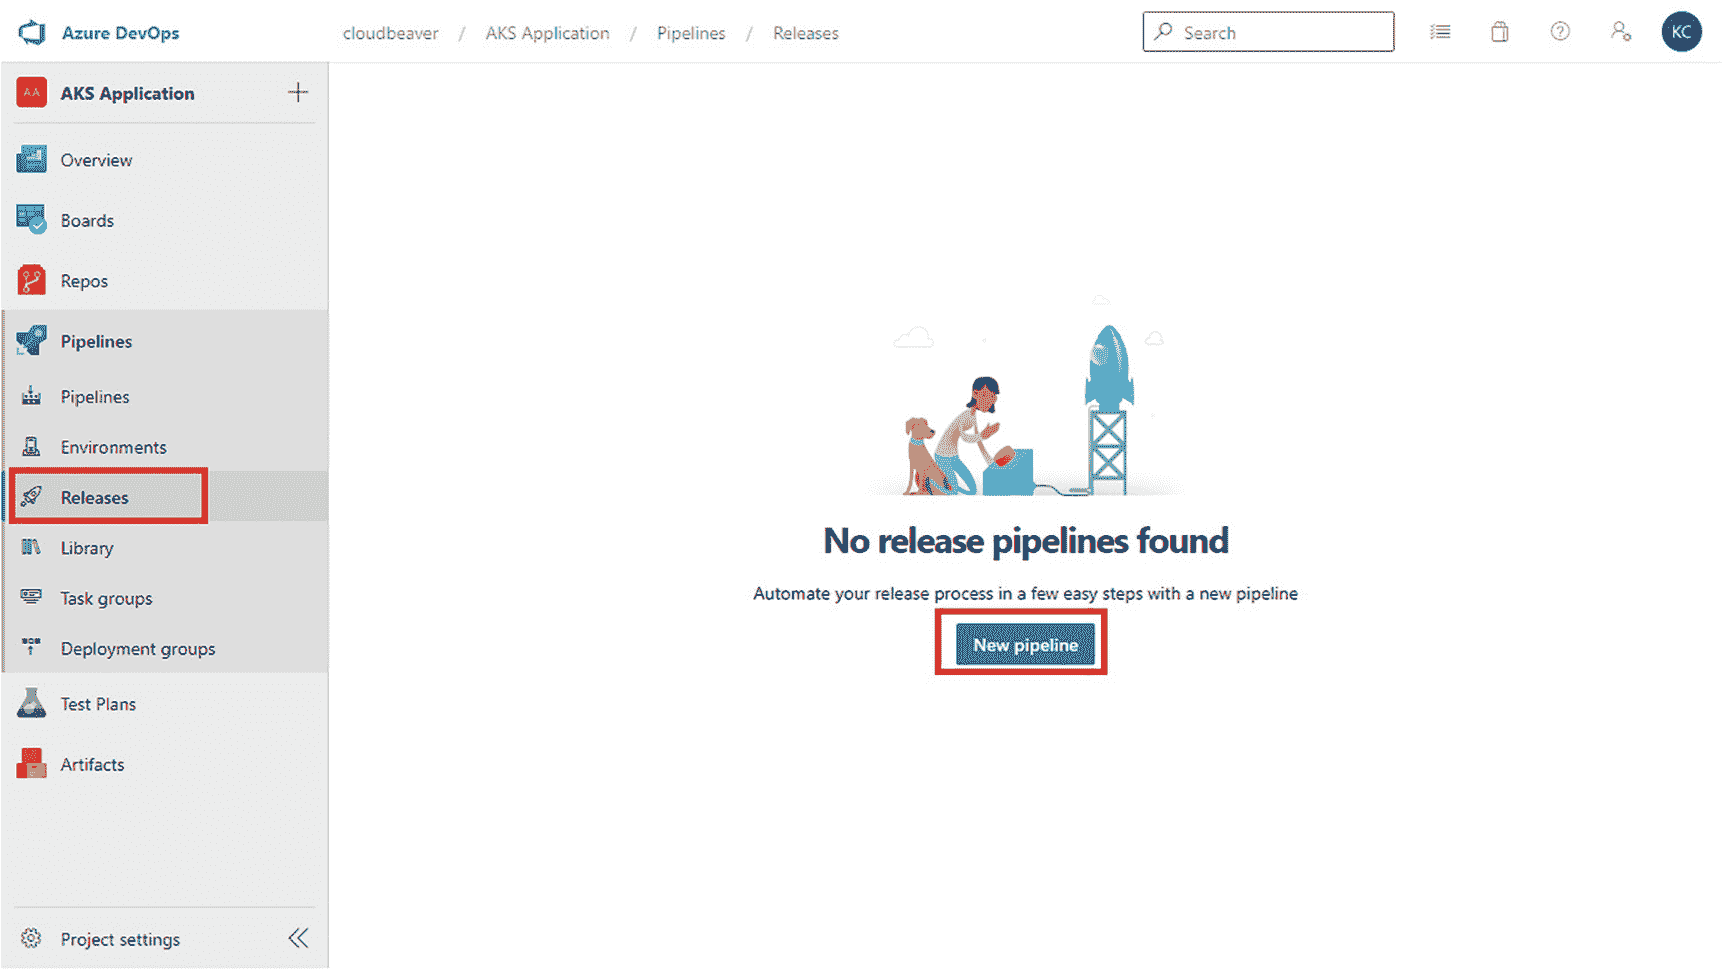 Azure DevOps
cloudbeaver / AKS Application / Pipelines / Releases
Search
KC
AA
AKS Application
Overview
Boards
Repos
Pipelines
Pipelines
Environments
Releases
Library
Task groups
Deployment groups
Test Plans
Artifacts
Project settings
No release pipelines found
Automate your release process in a few easy steps with a new pipeline
New pipeline